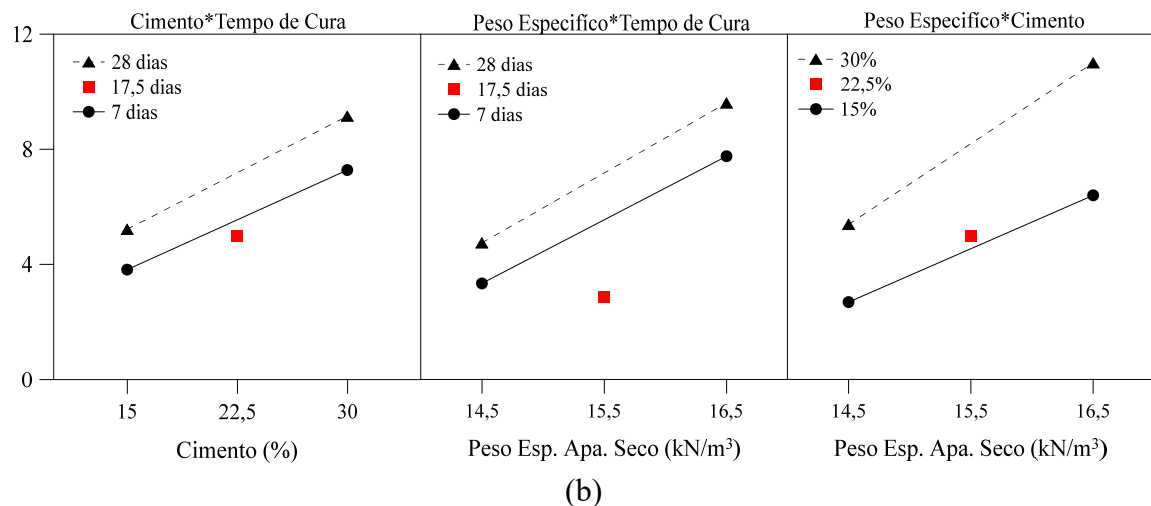 Cimento*Tempo de Cura
28 dias
17,5 dias
7 dias
Peso Especifíco*Tempo de Cura
28 dias
17,5 dias
7 dias
Peso Especifíco*Cimento
30%
22,5%
15%
12
8
4
0
15 22,5 30
Cimento (%)
14,5 15,5 16,5
Peso Esp. Apa. Seco (kN/m³)
14,5 15,5 16,5
Peso Esp. Apa. Seco (kN/m³)
(b)